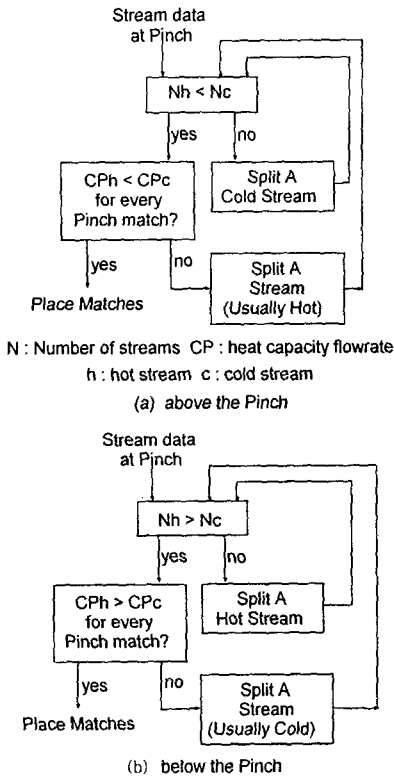 Stream data
at Pinch
Nh < Nc
yes
no
CPh < CPc
for every
Pinch match?
Split A
Cold Stream
yes
no
Place Matches
Split A
Stream
(Usually Hot)
N : Number of streams CP : heat capacity flowrate
h : hot stream c : cold stream
(a) above the Pinch
Stream data
at Pinch
Nh > Nc
yes
no
CPh > CPc
for every
Pinch match?
Split A
Hot Stream
yes
no
Place Matches
Split A
Stream
(Usually Cold)
(b) below the Pinch